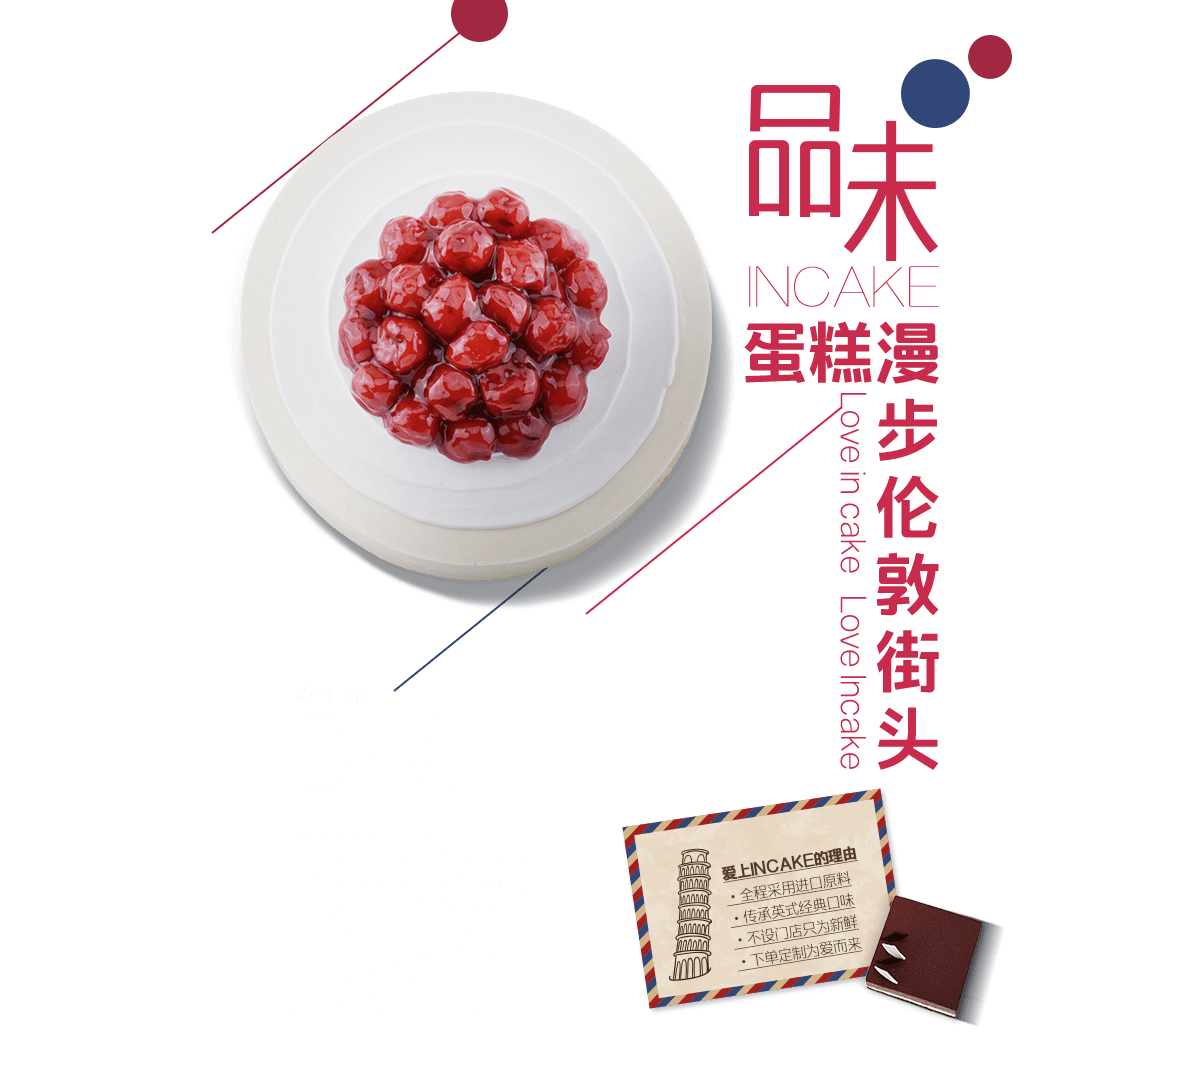 品味
INCAKE
蛋糕漫步伦敦街头
Love in cake Love Incake
爱上INCAKE的理由
·全程采用进口原料
·传承英式经典口味
·不设门店只为新鲜
·下单定制为爱而来